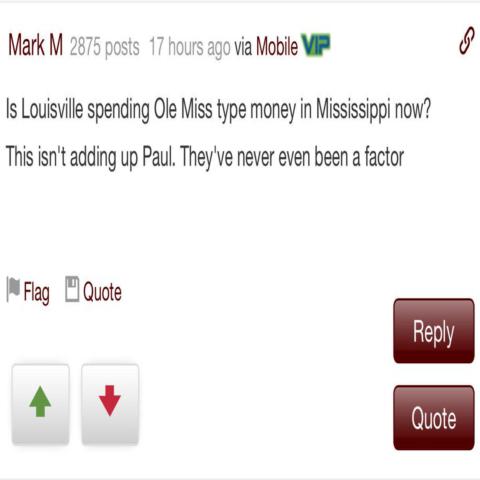 Mark M 2875 posts 17 hours ago via Mobile VIP
Is Louisville spending Ole Miss type money in Mississippi now?
This isn't adding up Paul. They've never even been a factor
Flag Quote
Reply
Quote